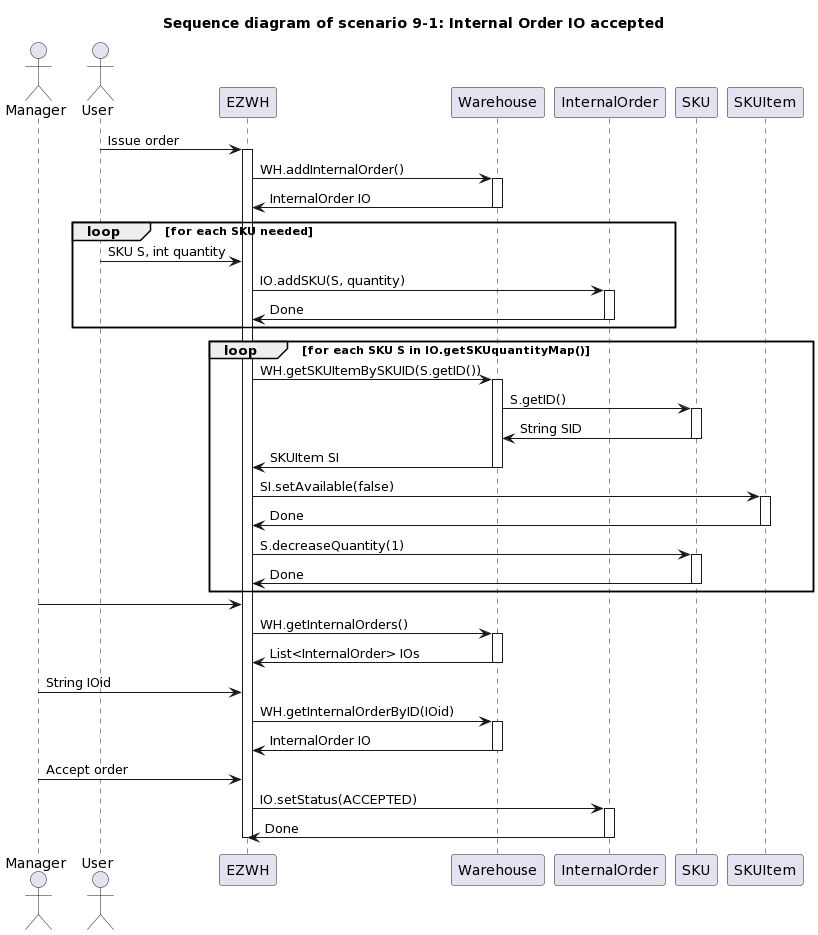 Sequence diagram of scenario 9-1: Internal Order IO accepted
Manager User EZWH Warehouse InternalOrder SKU SKUItem
Issue order
WH.addInternalOrder()
InternalOrder IO
loop [for each SKU needed]
SKU S, int quantity
IO.addSKU(S, quantity)
Done
loop [for each SKU S in IO.getSKUquantityMap()]
WH.getSKUItemBySKUID(S.getID())
S.getID()
String SID
SKUItem SI
SI.setAvailable(false)
Done
S.decreaseQuantity(1)
Done
WH.getInternalOrders()
List<InternalOrder> IOs
String IOid
WH.getInternalOrderByID(IOid)
InternalOrder IO
Accept order
IO.setStatus(ACCEPTED)
Done
Manager User EZWH Warehouse InternalOrder SKU SKUItem